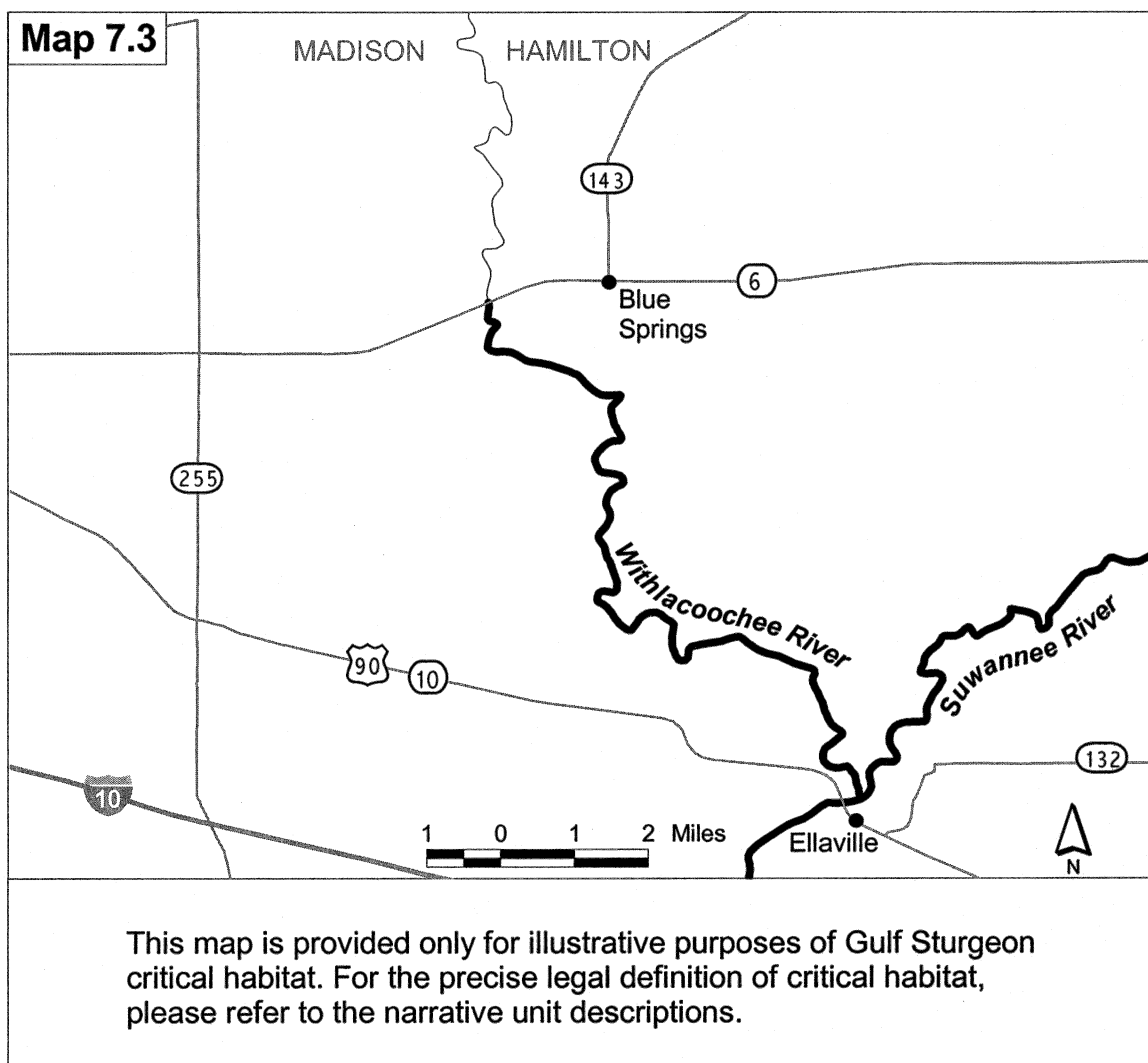 Map 7.3
MADISON
HAMILTON
143
6
Blue
Springs
255
Withlacoochee River
Suwannee River
90
10
132
10
1 0 1 2 Miles
Ellaville
N
This map is provided only for illustrative purposes of Gulf Sturgeon
critical habitat. For the precise legal definition of critical habitat,
please refer to the narrative unit descriptions.